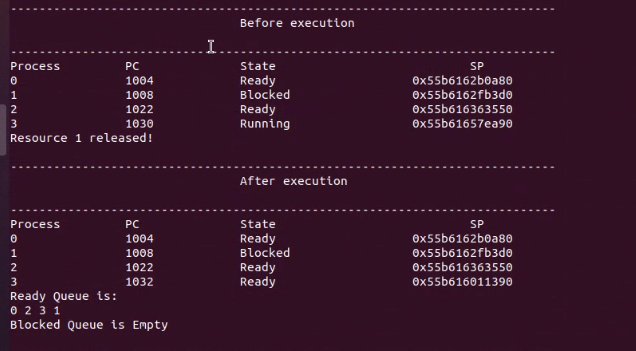 ----------------------------------------------------------------------------
Before execution
----------------------------------------------------------------------------
Process PC State SP
0 1004 Ready 0x55b6162b0a80
1 1008 Blocked 0x55b6162fb3d0
2 1022 Ready 0x55b616363550
3 1030 Running 0x55b61657ea90
Resource 1 released!
----------------------------------------------------------------------------
After execution
----------------------------------------------------------------------------
Process PC State SP
0 1004 Ready 0x55b6162b0a80
1 1008 Blocked 0x55b6162fb3d0
2 1022 Ready 0x55b616363550
3 1032 Ready 0x55b616011390
Ready Queue is:
0 2 3 1
Blocked Queue is Empty